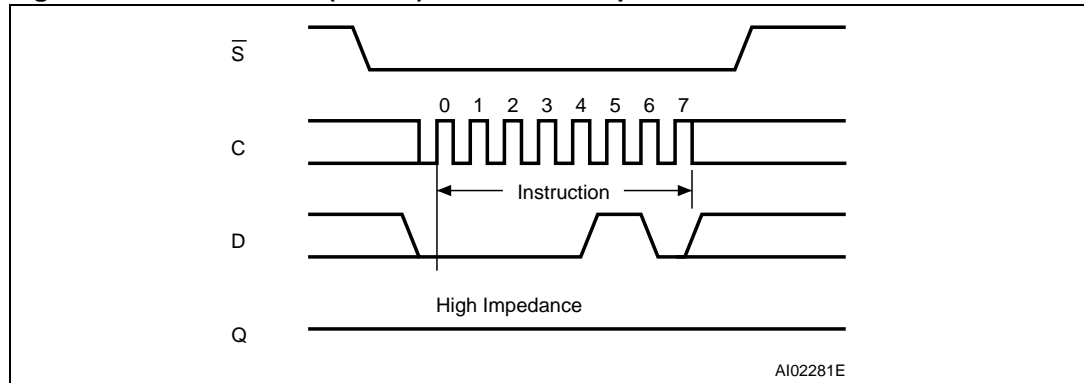 S̅
0 1 2 3 4 5 6 7
C
Instruction
D
High Impedance
Q
AI02281E